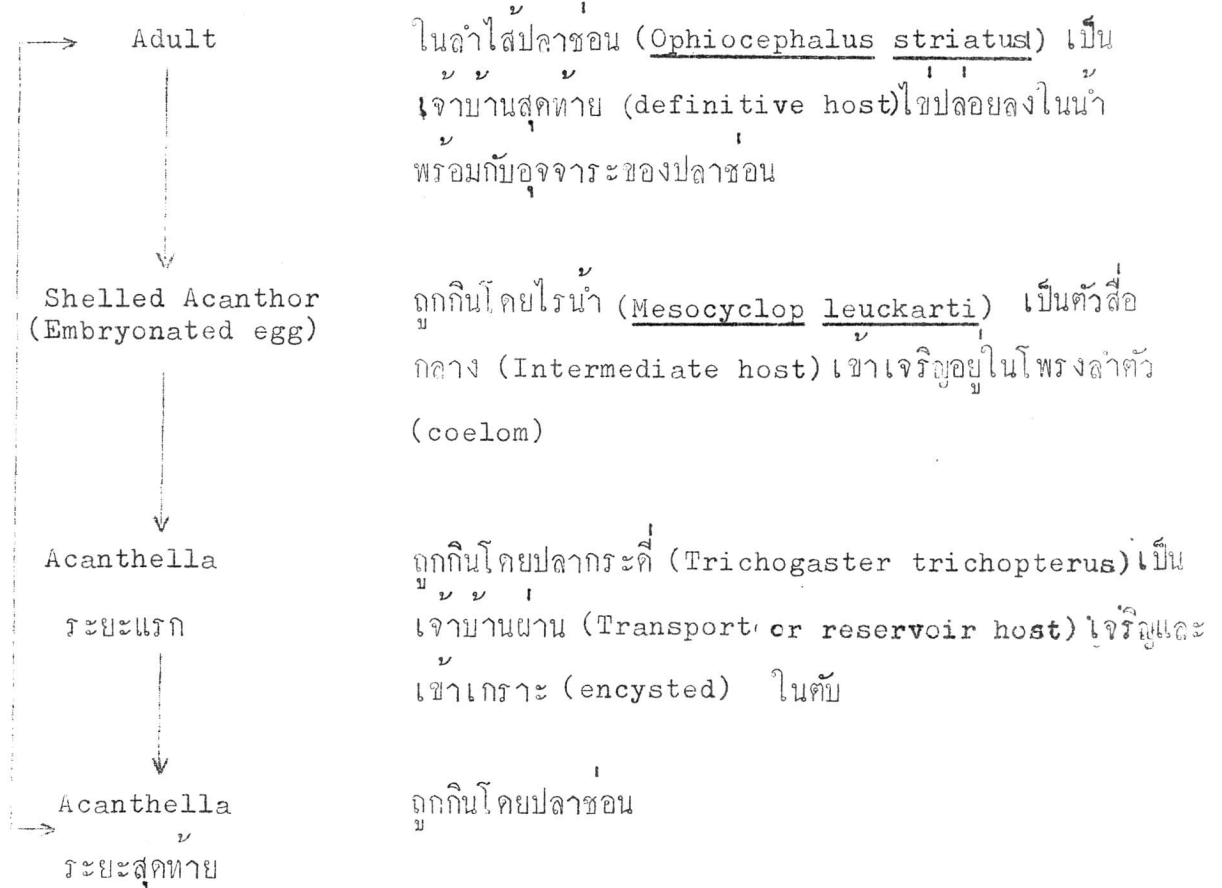 Adult ในลำไส้ปลาช่อน (Ophiocephalus striatus) เป็น
เจ้าบ้านสุดท้าย (definitive host)ไข่ปล่อยลงในน้ำ
พร้อมกับอุจจาระของปลาช่อน
Shelled Acanthor ถูกกินโดยไรน้ำ (Mesocyclop leuckarti) เป็นตัวสื่อ
(Embryonated egg)
กลาง (Intermediate host) เข้าเจริญอยู่ในโพรงลำตัว
(coelom)
Acanthella ถูกกินโดยปลากระดี่ (Trichogaster trichopterus) เป็น
ระยะแรก เจ้าบ้านผ่าน (Transport or reservoir host) เจริญและ
เข้าเกราะ (encysted) ในตับ
Acanthella ถูกกินโดยปลาช่อน
ระยะสุดท้าย